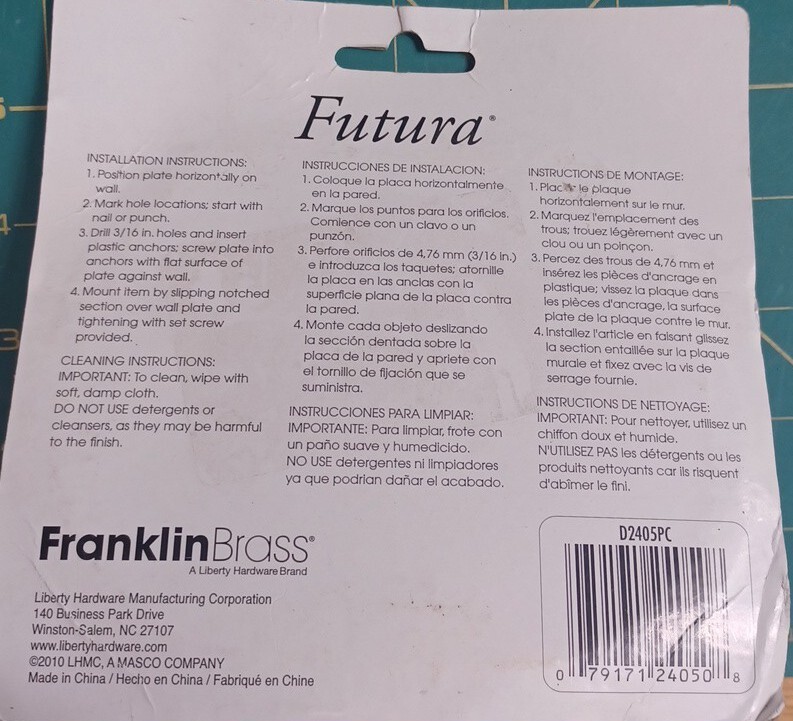 Futura®
INSTALLATION INSTRUCTIONS:
1. Position plate horizontally on
wall.
2. Mark hole locations; start with
nail or punch.
3. Drill 3/16 in. holes and insert
plastic anchors; screw plate into
anchors with flat surface of
plate against wall.
4. Mount item by slipping notched
section over wall plate and
tightening with set screw
provided.
CLEANING INSTRUCTIONS:
IMPORTANT: To clean, wipe with
soft, damp cloth.
DO NOT USE detergents or
cleansers, as they may be harmful
to the finish.
INSTRUCCIONES DE INSTALACION:
1. Coloque la placa horizontalmente
en la pared.
2. Marque los puntos para los orificios.
Comience con un clavo o un
punzón.
3. Perfore orificios de 4,76 mm (3/16 in.)
e introduzca los taquetes; atornille
la placa en las anclas con la
superficie plana de la placa contra
la pared.
4. Monte cada objeto deslizando
la sección dentada sobre la
placa de la pared y apriete con
el tornillo de fijación que se
suministra.
INSTRUCCIONES PARA LIMPIAR:
IMPORTANTE: Para limpiar, frote con
un paño suave y humedicido.
NO USE detergentes ni limpiadores
ya que podrían dañar el acabado.
INSTRUCTIONS DE MONTAGE:
1. le plaque
horizontalement sur le mur.
2. Marquez l'emplacement des
trous; trouez légèrement avec un
clou ou un poinçon.
3. Percez des trous de 4,76 mm et
insérez les pièces d'ancrage en
plastique; vissez la plaque dans
les pièces d'ancrage, la surface
plate de la plaque contre le mur.
4. Installez l'article en faisant glissez
la section entaillée sur la plaque
murale et fixez avec la vis de
serrage fournie.
INSTRUCTIONS DE NETTOYAGE:
IMPORTANT: Pour nettoyer, utilisez un
chiffon doux et humide.
N'UTILISEZ PAS les détergents ou les
produits nettoyants car ils risquent
d'abîmer le fini.
FranklinBrass®
A Liberty Hardware Brand
Liberty Hardware Manufacturing Corporation
140 Business Park Drive
Winston-Salem, NC 27107
www.libertyhardware.com
©2010 LHMC, A MASCO COMPANY
Made in China / Hecho en China / Fabriqué en Chine
D2405PC
0 79171 24050 8
5
4
3